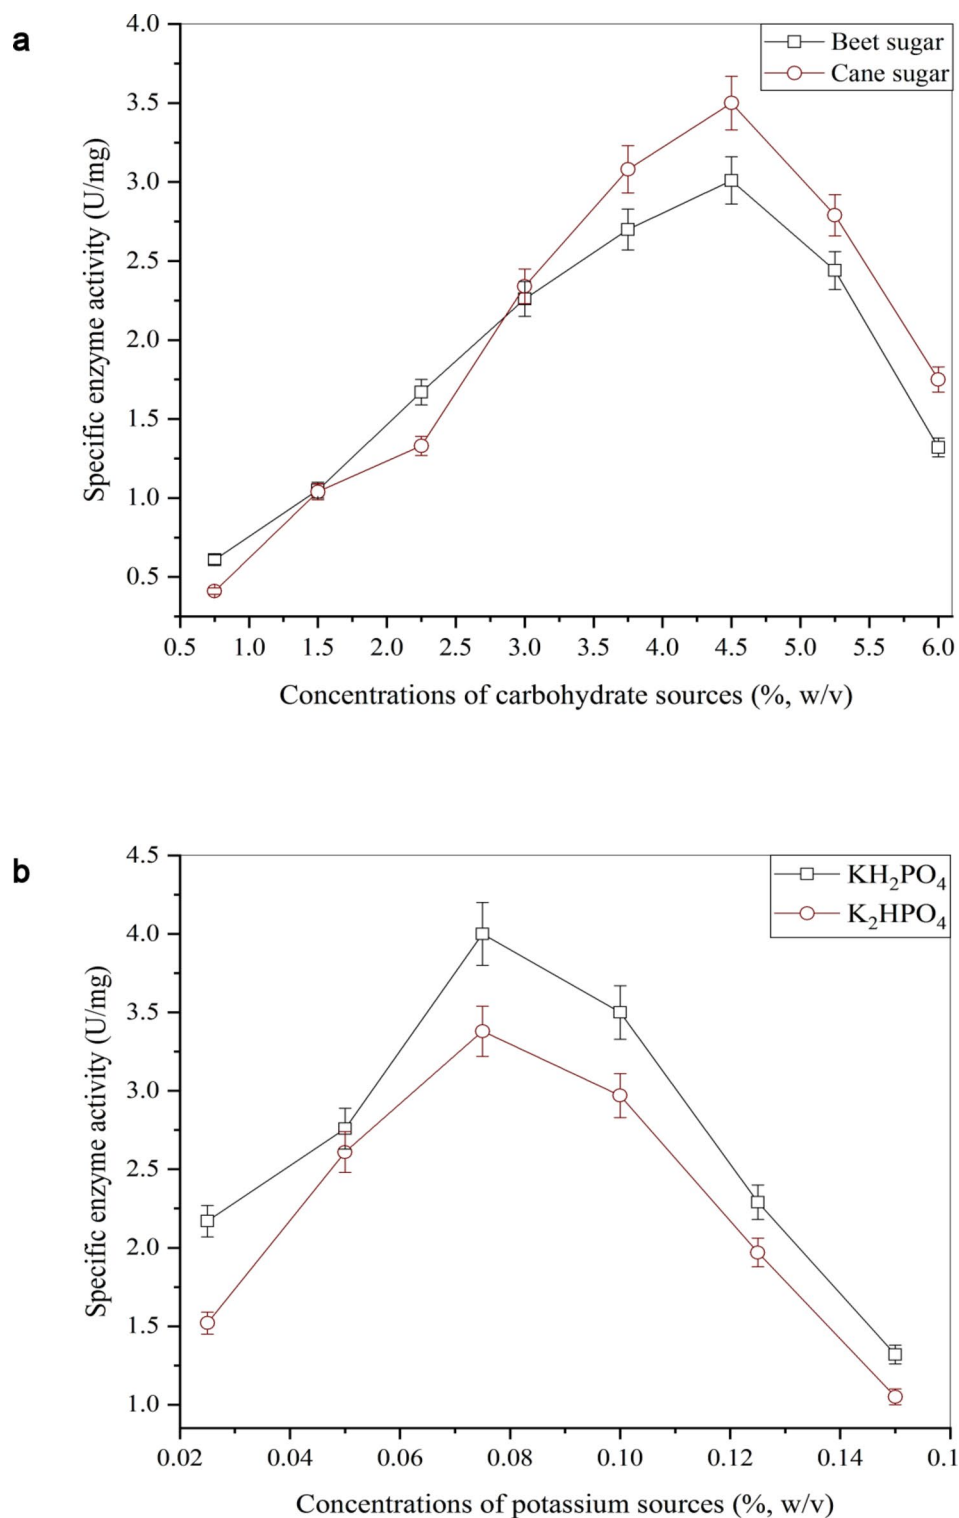 a
Beet sugar
Cane sugar
Specific enzyme activity (U/mg)
4.0
3.5
3.0
2.5
2.0
1.5
1.0
0.5
0.5 1.0 1.5 2.0 2.5 3.0 3.5 4.0 4.5 5.0 5.5 6.0
Concentrations of carbohydrate sources (%, w/v)
b
KH₂PO₄
K₂HPO₄
Specific enzyme activity (U/mg)
4.5
4.0
3.5
3.0
2.5
2.0
1.5
1.0
0.02 0.04 0.06 0.08 0.10 0.12 0.14 0.1
Concentrations of potassium sources (%, w/v)